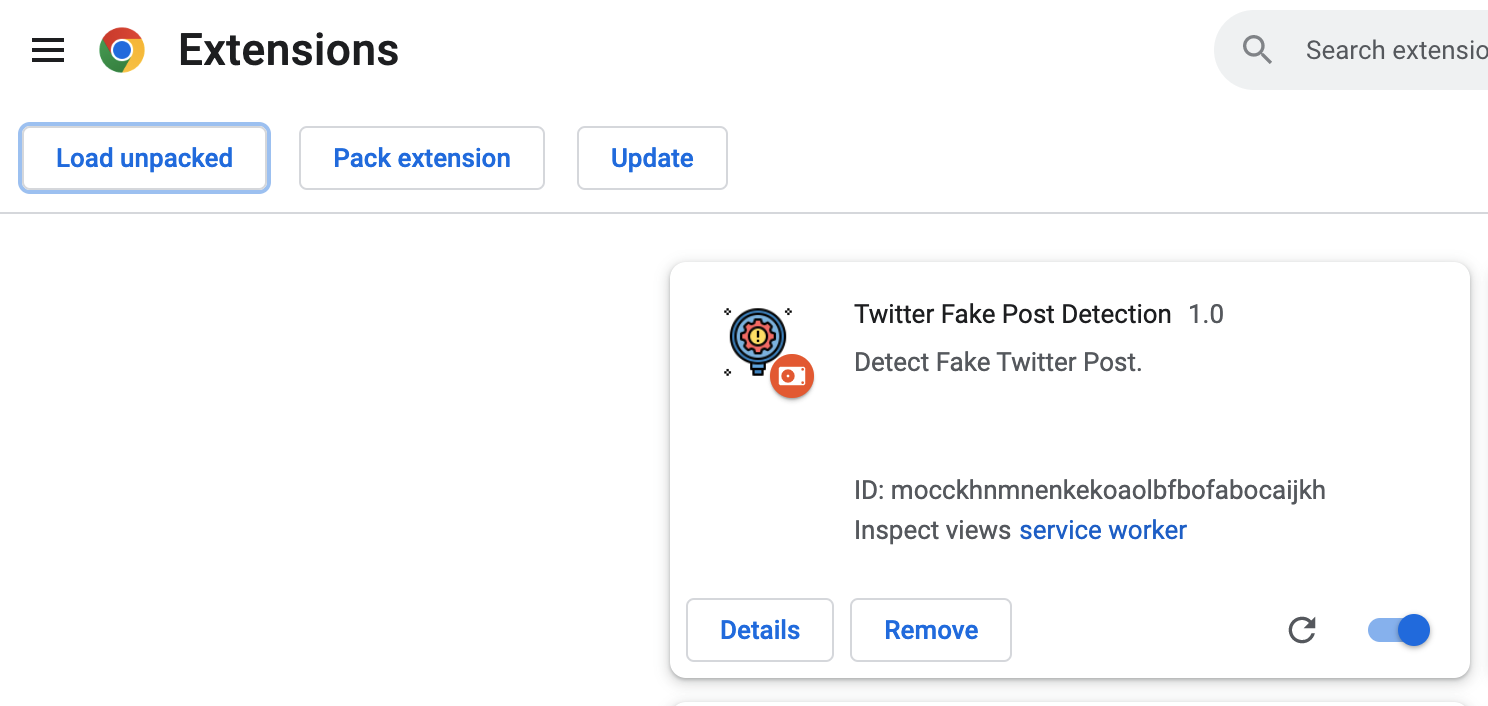 Extensions
Search extensio
Load unpacked
Pack extension
Update
Twitter Fake Post Detection 1.0
Detect Fake Twitter Post.
ID: mocckhnmnenkekoaolbfbofabocaijkh
Inspect views service worker
Details
Remove